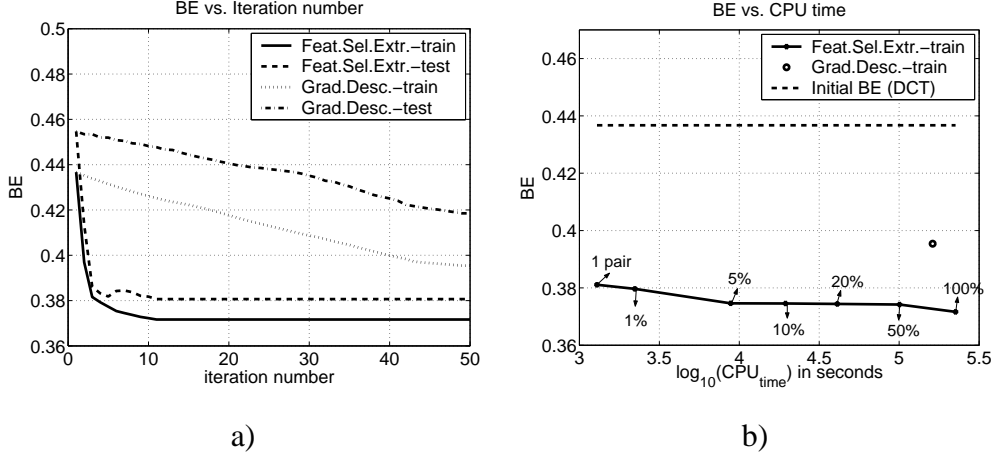 BE vs. Iteration number
0.5
0.48
0.46
0.44
0.42
0.4
0.38
0.36
BE
Feat.Sel.Extr.-train
Feat.Sel.Extr.-test
Grad.Desc.-train
Grad.Desc.-test
0 10 20 30 40 50
iteration number
a)
BE vs. CPU time
0.46
0.44
0.42
0.4
0.38
0.36
BE
Feat.Sel.Extr.-train
Grad.Desc.-train
Initial BE (DCT)
1 pair
1%
5%
10%
20%
50%
100%
3 3.5 4 4.5 5 5.5
log10(CPUtime) in seconds
b)